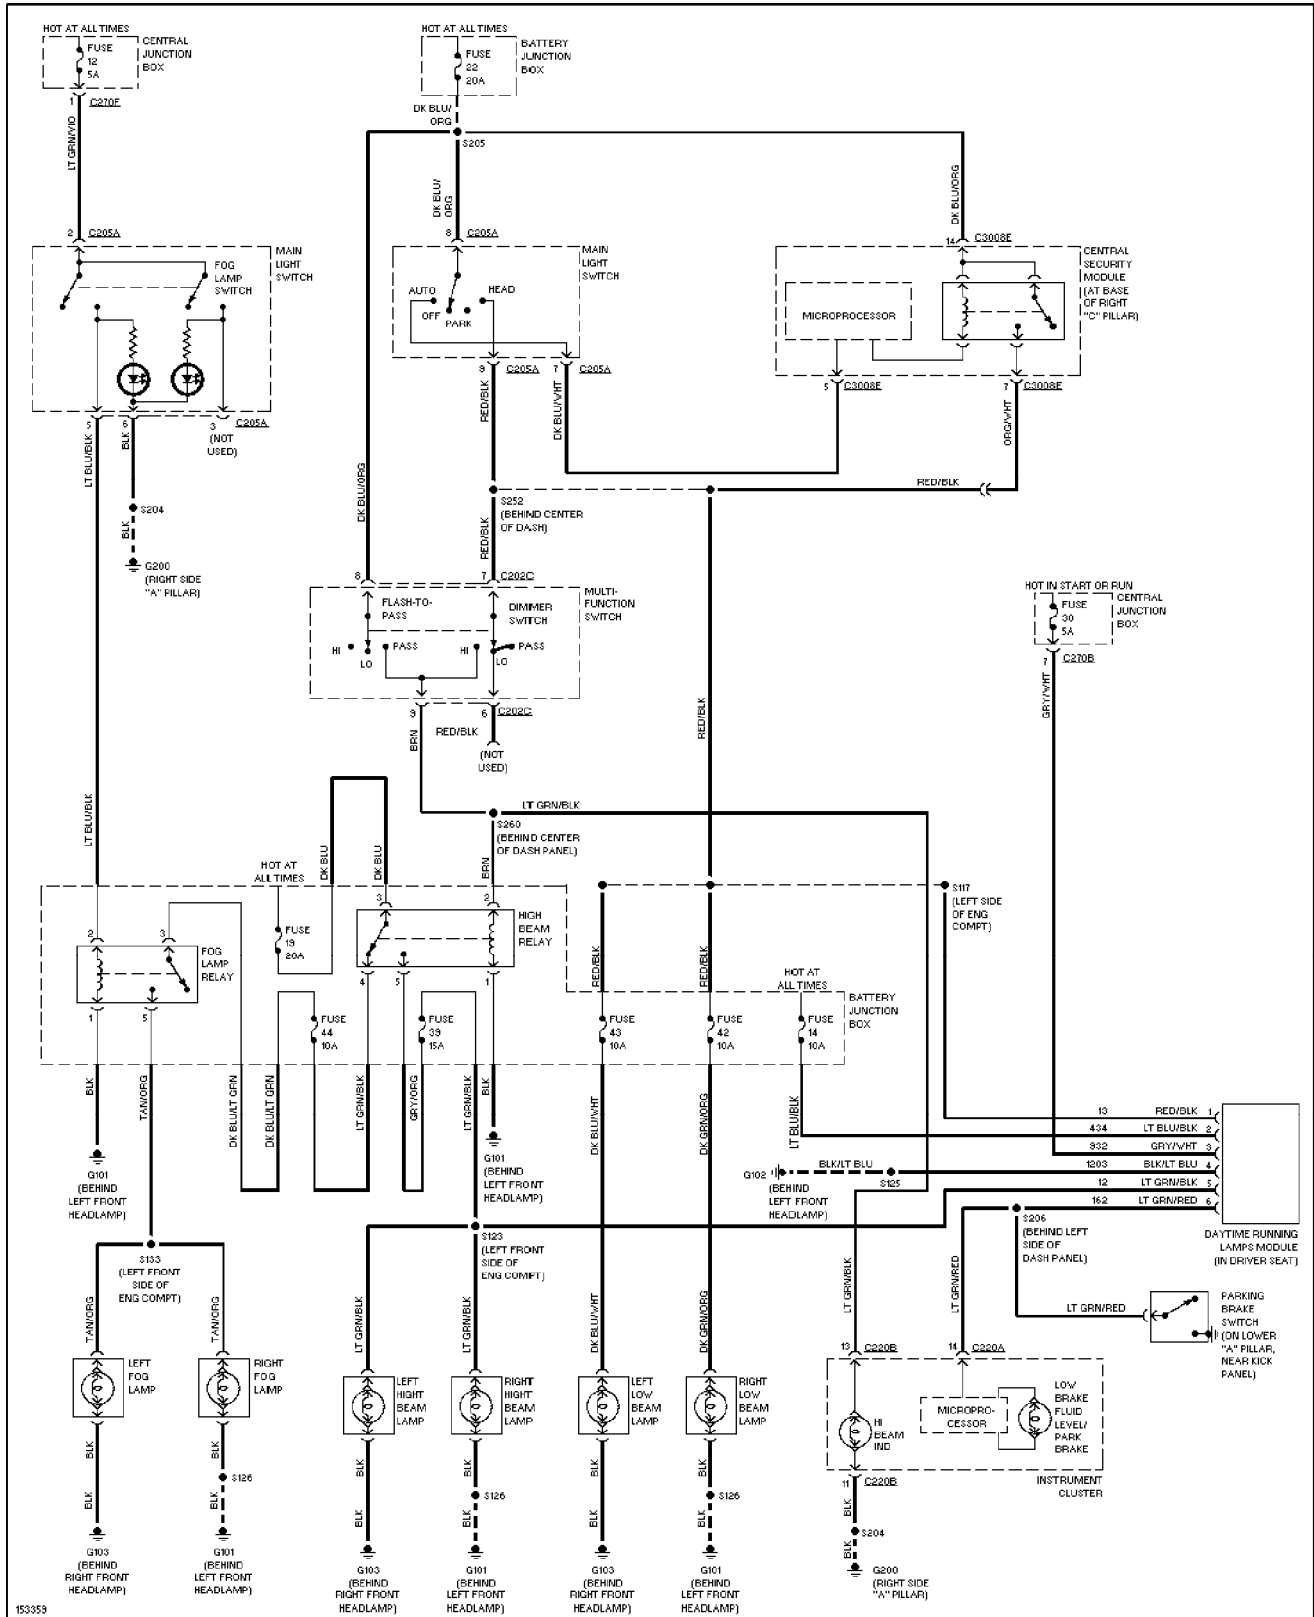 HOT AT ALL TIMES
FUSE
12
5A
CENTRAL
JUNCTION
BOX
1
C270F
LT GRN/VIO
2
C205A
MAIN
LIGHT
SWITCH
FOG
LAMP
SWITCH
5
6
3
C205A
(NOT
USED)
LT BLU/BLK
BLK
S204
BLK
G200
(RIGHT SIDE
"A" PILLAR)
LT BLU/BLK
HOT AT ALL TIMES
FUSE
22
20A
BATTERY
JUNCTION
BOX
DK BLU/
ORG
S205
DK BLU/
ORG
DK BLU/ORG
8
C205A
MAIN
LIGHT
SWITCH
AUTO
OFF
PARK
HEAD
9
C205A
7
C205A
RED/BLK
DK BLU/WHT
DK BLU/ORG
14
C3008E
CENTRAL
SECURITY
MODULE
(AT BASE
OF RIGHT
"C" PILLAR)
MICROPROCESSOR
5
C3008E
7
C3008E
ORG/WHT
RED/BLK
S252
(BEHIND CENTER
OF DASH)
RED/BLK
8
7
C202C
MULTI-
FUNCTION
SWITCH
FLASH-TO-
PASS
DIMMER
SWITCH
HI
LO
PASS
HI
LO
PASS
9
6
C202C
BRN
RED/BLK
(NOT
USED)
RED/BLK
HOT IN START OR RUN
FUSE
30
5A
CENTRAL
JUNCTION
BOX
7
C270B
GRY/WHT
LT GRN/BLK
S260
(BEHIND CENTER
OF DASH PANEL)
BRN
DK BLU
DK BLU
HOT AT
ALL TIMES
FUSE
19
20A
3
2
HIGH
BEAM
RELAY
4
5
1
2
3
FOG
LAMP
RELAY
1
5
FUSE
44
10A
FUSE
39
15A
RED/BLK
RED/BLK
S117
(LEFT SIDE
OF ENG
COMPT)
HOT AT
ALL TIMES
BATTERY
JUNCTION
BOX
FUSE
43
10A
FUSE
42
10A
FUSE
14
10A
BLK
TAN/ORG
DK BLU/LT GRN
DK BLU/LT GRN
LT GRN/BLK
GRY/ORG
LT GRN/BLK
BLK
DK BLU/WHT
DK GRN/ORG
LT BLU/BLK
13 RED/BLK 1
434 LT BLU/BLK 2
932 GRY/WHT 3
1203 BLK/LT BLU 4
12 LT GRN/BLK 5
162 LT GRN/RED 6
DAYTIME RUNNING
LAMPS MODULE
(IN DRIVER SEAT)
G101
(BEHIND
LEFT FRONT
HEADLAMP)
G101
(BEHIND
LEFT FRONT
HEADLAMP)
G102
BLK/LT BLU
S125
(BEHIND
LEFT FRONT
HEADLAMP)
S133
(LEFT FRONT
SIDE OF
ENG COMPT)
S123
(LEFT FRONT
SIDE OF
ENG COMPT)
S206
(BEHIND LEFT
SIDE OF
DASH PANEL)
LT GRN/RED
PARKING
BRAKE
SWITCH
(ON LOWER
"A" PILLAR,
NEAR KICK
PANEL)
TAN/ORG
TAN/ORG
LT GRN/BLK
LT GRN/BLK
DK BLU/WHT
DK GRN/ORG
LT GRN/BLK
LT GRN/RED
LEFT
FOG
LAMP
RIGHT
FOG
LAMP
LEFT
HIGH
BEAM
LAMP
RIGHT
HIGH
BEAM
LAMP
LEFT
LOW
BEAM
LAMP
RIGHT
LOW
BEAM
LAMP
13
C220B
14
C220A
HI
BEAM
IND
MICROPRO-
CESSOR
LOW
BRAKE
FLUID
LEVEL/
PARK
BRAKE
INSTRUMENT
CLUSTER
11
C220B
BLK
S204
BLK
G200
(RIGHT SIDE
"A" PILLAR)
BLK
BLK
BLK
S126
BLK
BLK
BLK
BLK
S126
BLK
BLK
BLK
BLK
S126
BLK
G103
(BEHIND
RIGHT FRONT
HEADLAMP)
G101
(BEHIND
LEFT FRONT
HEADLAMP)
G103
(BEHIND
RIGHT FRONT
HEADLAMP)
G101
(BEHIND
LEFT FRONT
HEADLAMP)
G103
(BEHIND
RIGHT FRONT
HEADLAMP)
G101
(BEHIND
LEFT FRONT
HEADLAMP)
153359